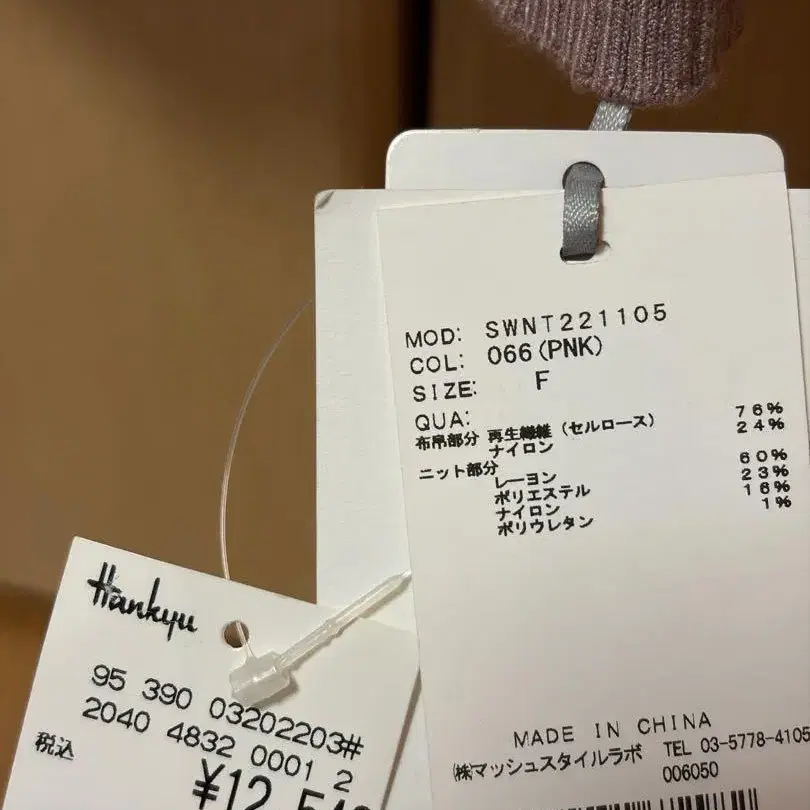 MOD: SWNT221105
COL: 066(PNK)
SIZE: F
QUA:
布帛部分 再生繊維(セルロース) 76%
ナイロン 24%
ニット部分
レーヨン 60%
ポリエステル 23%
ナイロン 16%
ポリウレタン 1%
MADE IN CHINA
㈱マッシュスタイルラボ TEL 03-5778-4105
006050
Hankyu
95 390 03202203#
2040 4832 0001 2
税込